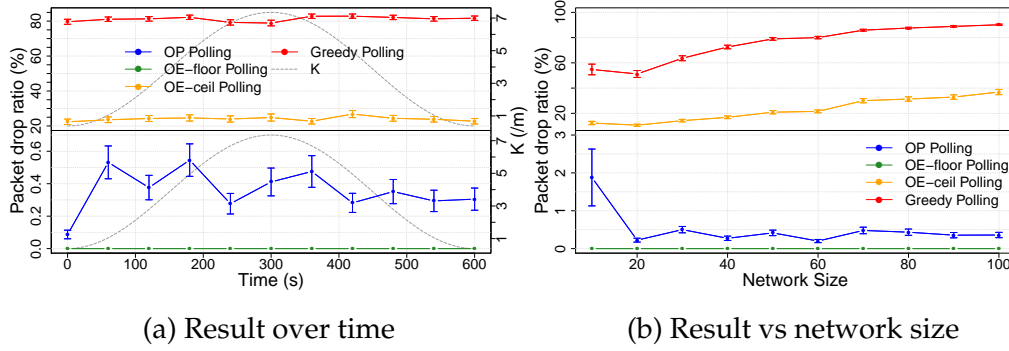 Packet drop ratio (%)
80
60
40
20
0.6
0.4
0.2
0.0
OP Polling
OE-floor Polling
OE-ceil Polling
Greedy Polling
K
7
5
3
1
7
5
3
1
K (/m)
0 100 200 300 400 500 600
Time (s)
(a) Result over time
Packet drop ratio (%)
100
60
20
3
2
1
0
OP Polling
OE-floor Polling
OE-ceil Polling
Greedy Polling
20 40 60 80 100
Network Size
(b) Result vs network size